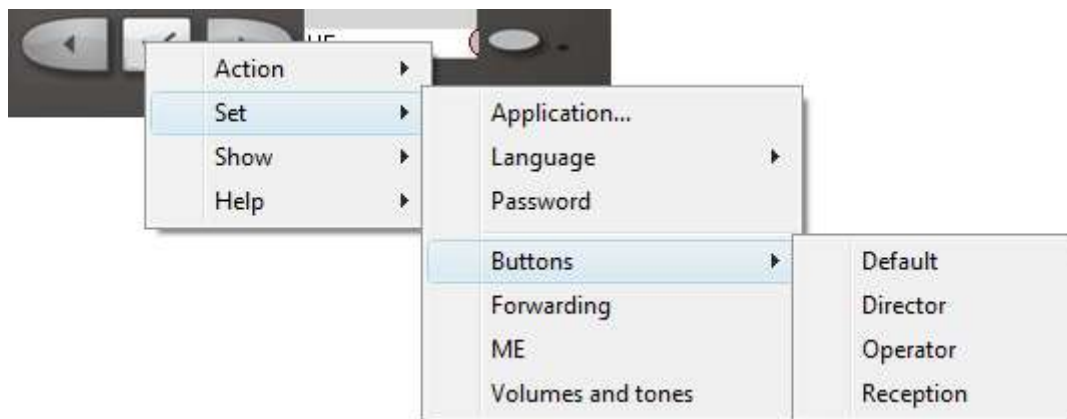 Action
Set
Show
Help
Application...
Language
Password
Buttons
Forwarding
ME
Volumes and tones
Default
Director
Operator
Reception